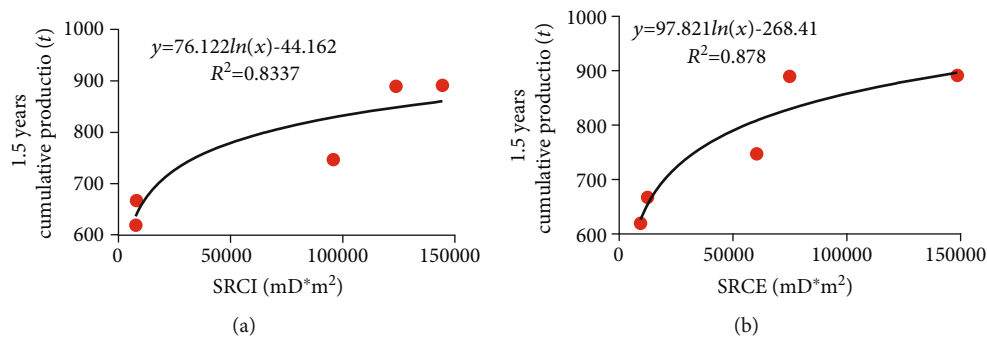 1000
900
800
700
600
0
50000
100000
150000
1.5 years
cumulative productio (t)
y=76.122ln(x)-44.162
R²=0.8337
SRCI (mD*m²)
(a)
1000
900
800
700
600
0
50000
100000
150000
1.5 years
cumulative productio (t)
y=97.821ln(x)-268.41
R²=0.878
SRCE (mD*m²)
(b)